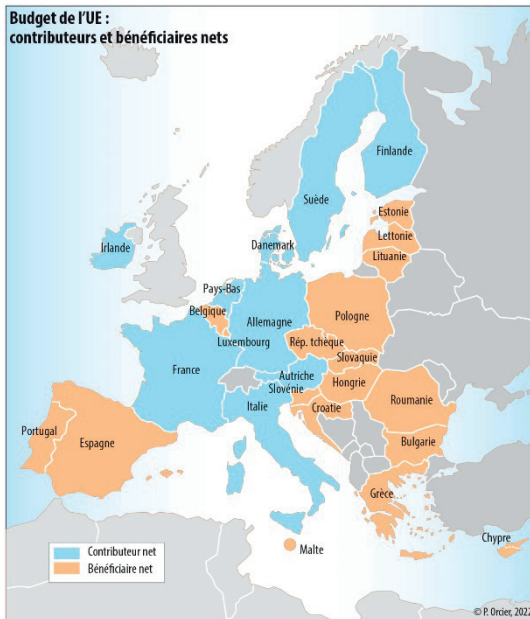 Budget de l'UE :
contributeurs et bénéficiaires nets
Finlande
Suède
Estonie
Lettonie
Lituanie
Danemark
Irlande
Pays-Bas
Belgique
Allemagne
Pologne
Luxembourg
Rép. tchèque
Slovaquie
France
Autriche
Slovénie
Hongrie
Italie
Croatie
Roumanie
Bulgarie
Portugal
Espagne
Grèce
Malte
Chypre
Contributeur net
Bénéficiaire net
© P. Orcier, 2022